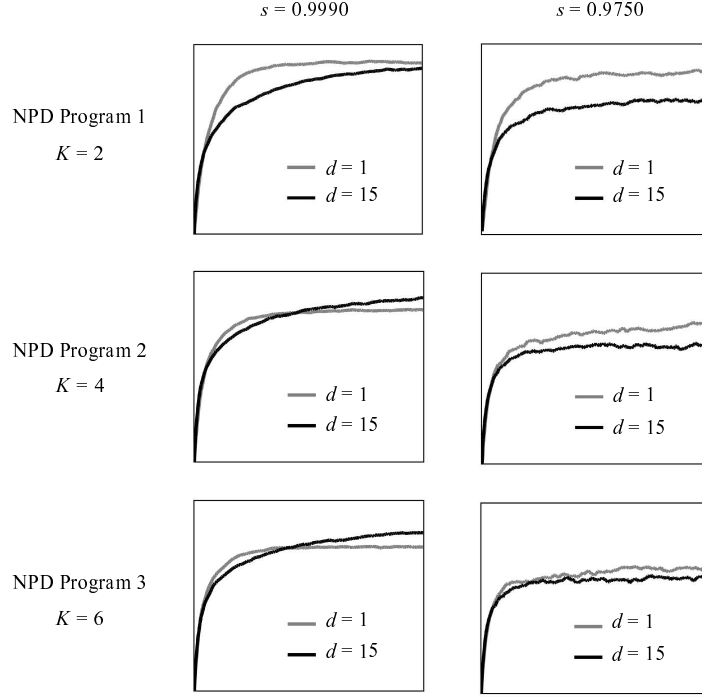 s = 0.9990 s = 0.9750
NPD Program 1
K = 2
d = 1
d = 15
d = 1
d = 15
NPD Program 2
K = 4
d = 1
d = 15
d = 1
d = 15
NPD Program 3
K = 6
d = 1
d = 15
d = 1
d = 15